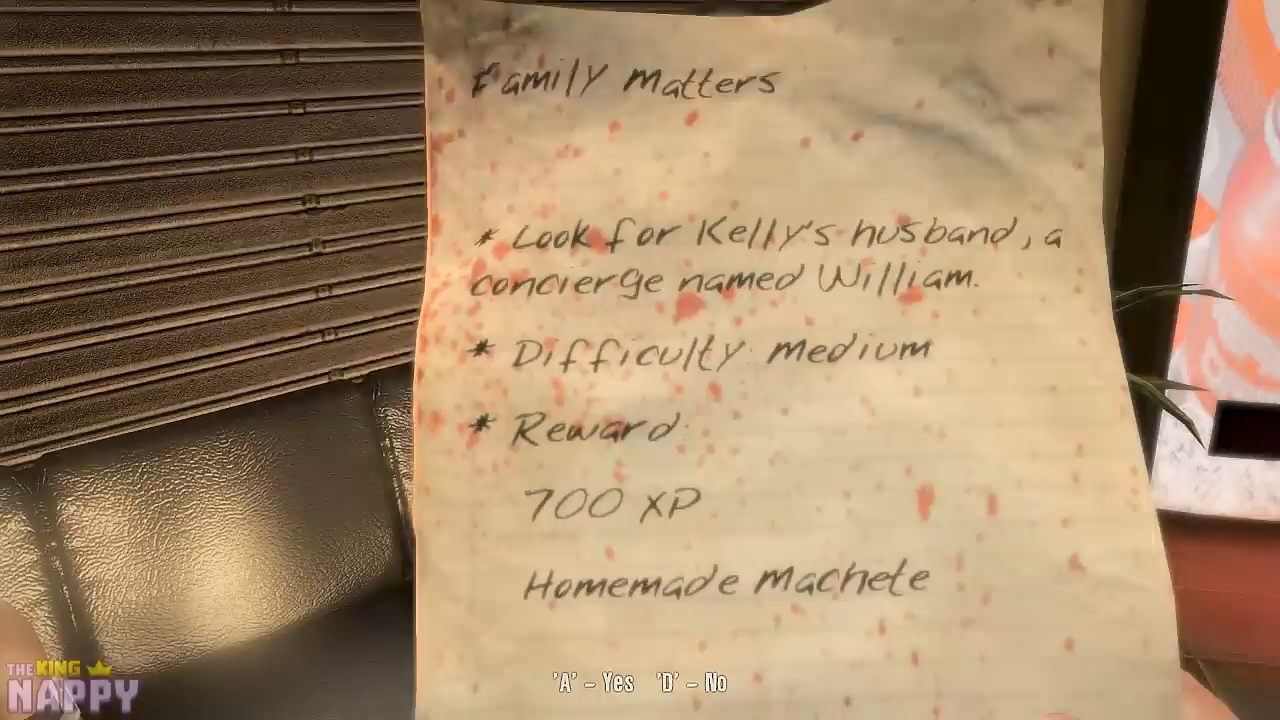 Family Matters
* Look for Kelly's husband, a
concierge named William.
* Difficulty: Medium
* Reward:
700 XP
Homemade Machete
'A' – Yes 'D' – No
THE KING
NAPPY